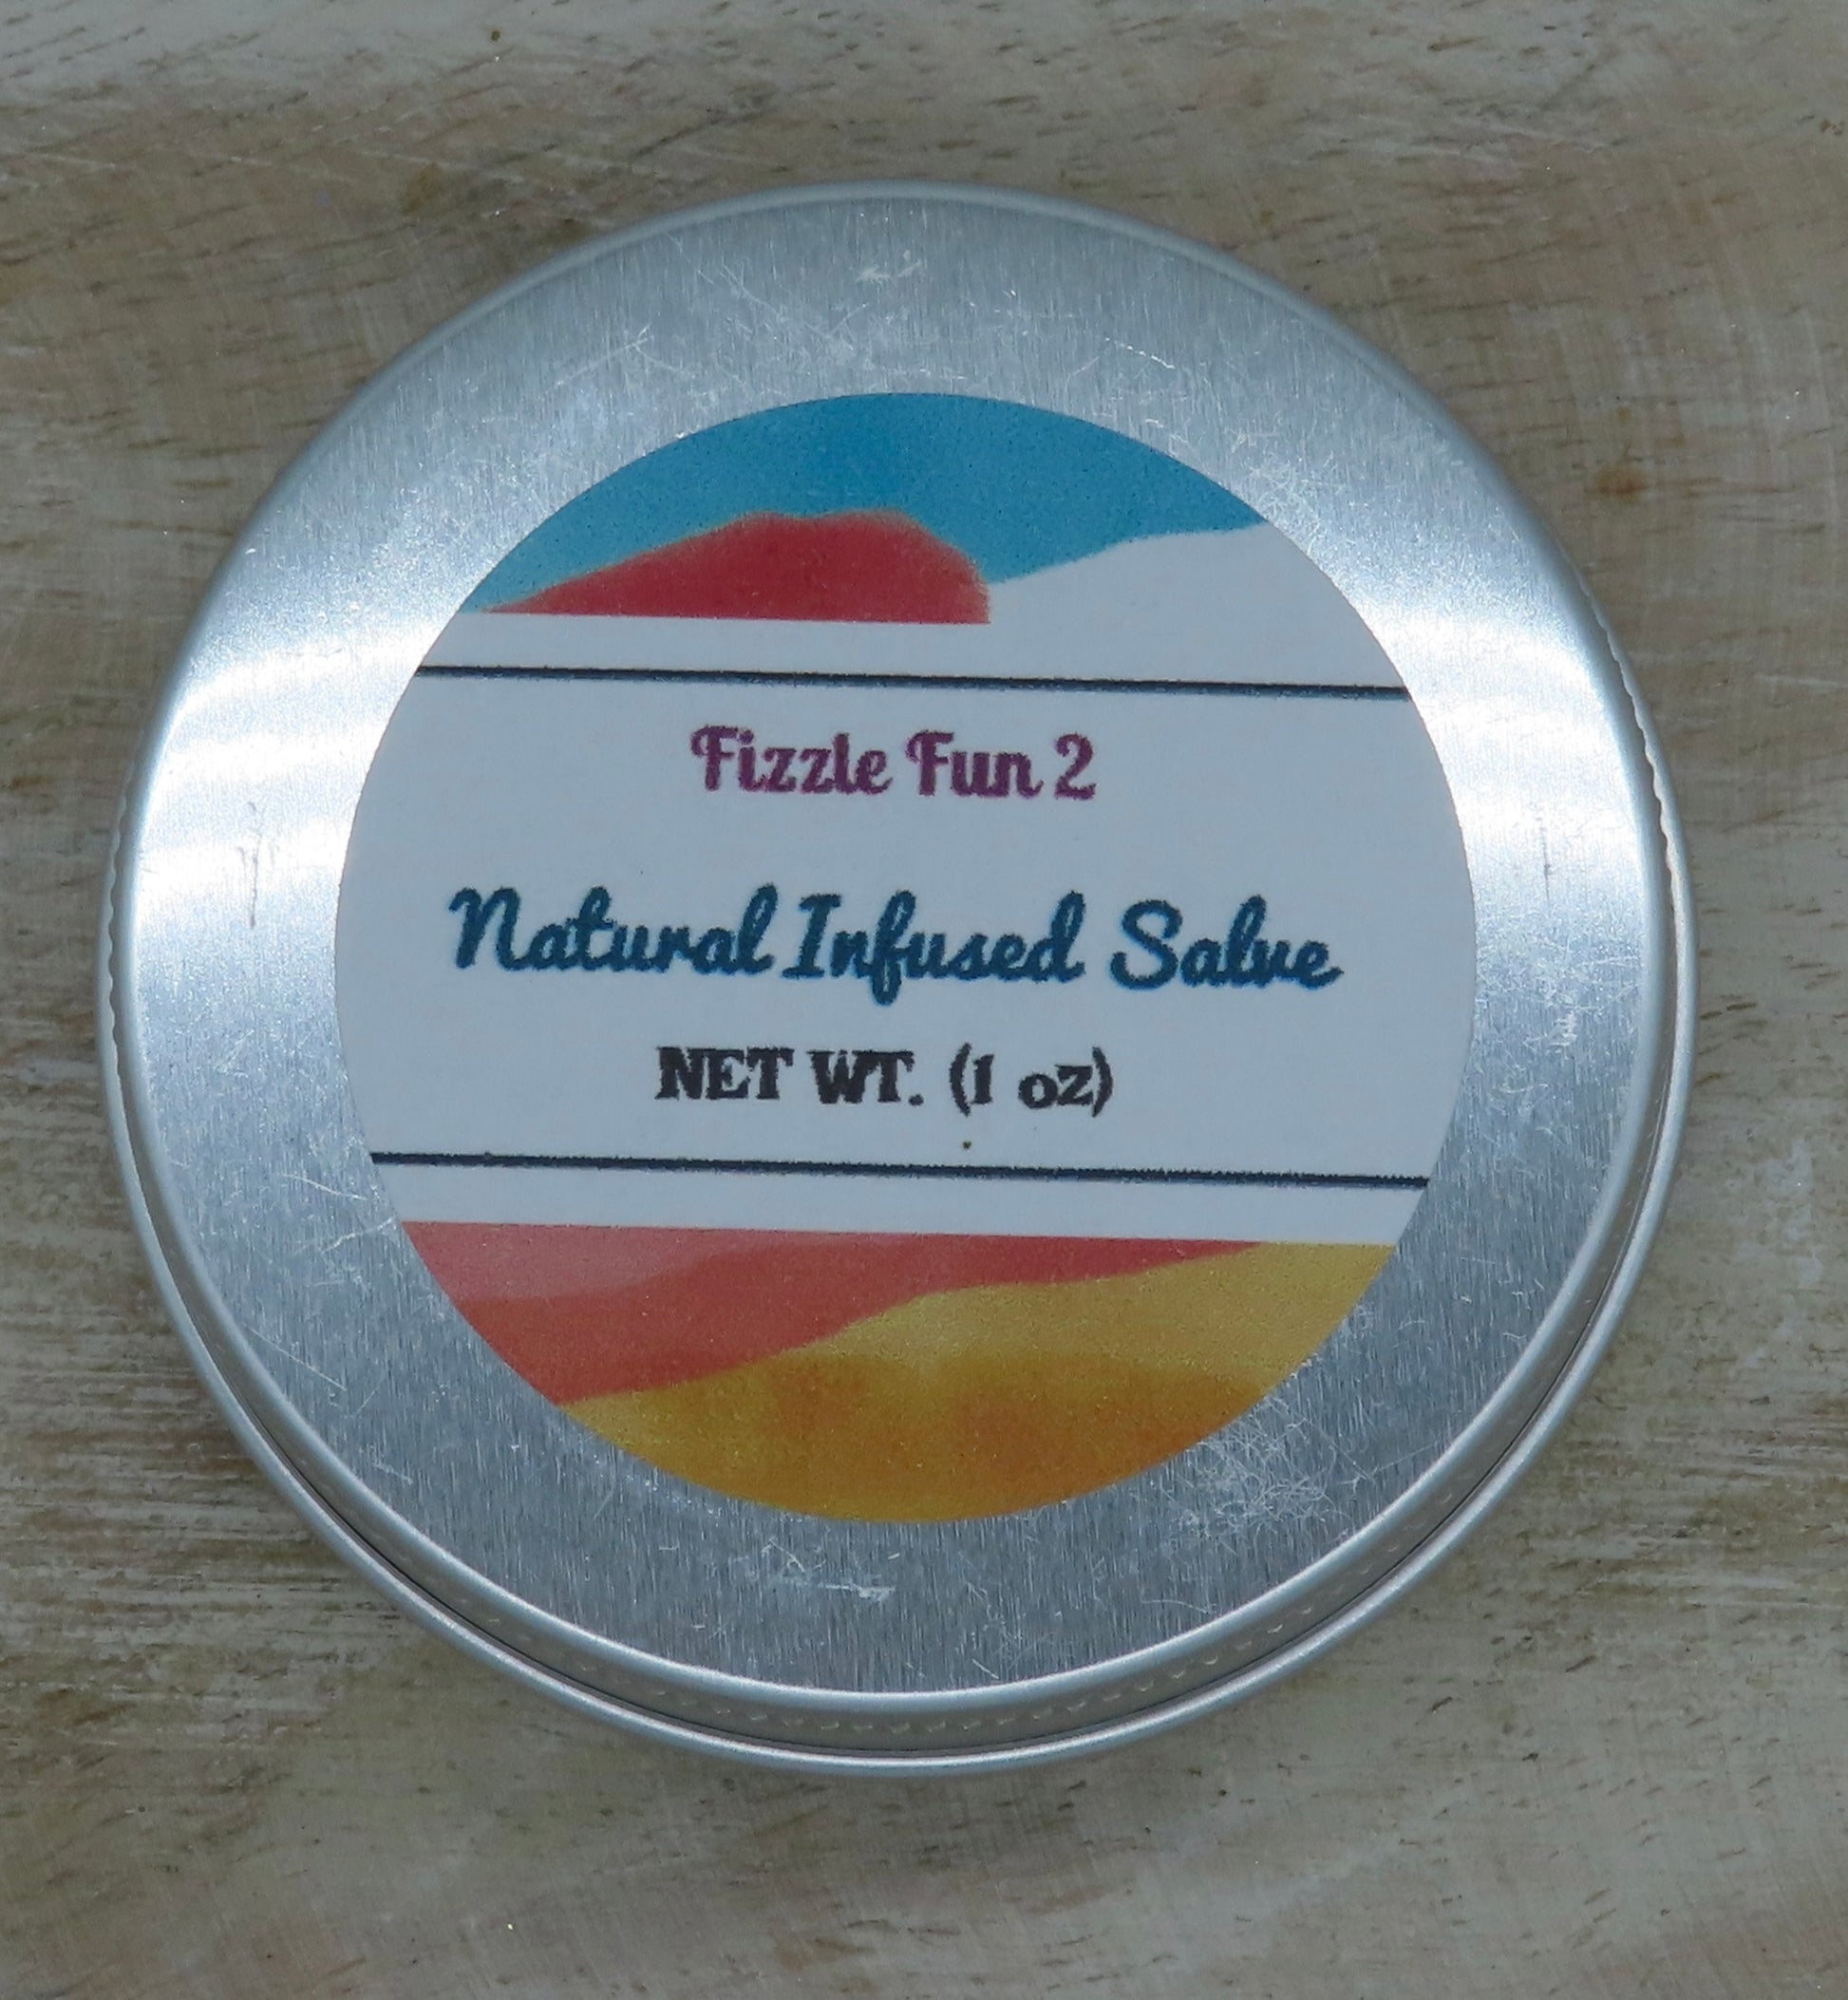 Fizzle Fun 2
Natural Infused Salve
NET WT. (1 oz)